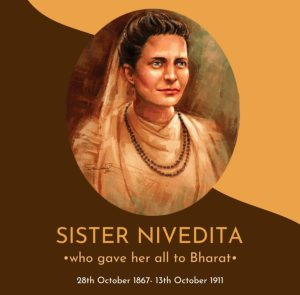 SISTER NIVEDITA
•who gave her all to Bharat•
28th October 1867- 13th October 1911